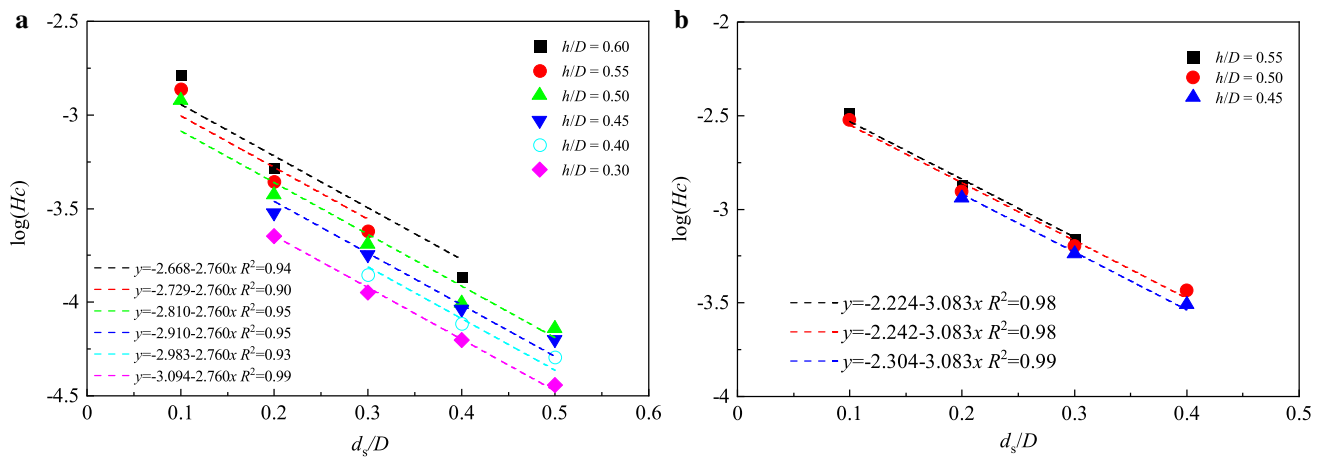 a
-2.5
-3
-3.5
-4
-4.5
log(Hc)
h/D = 0.60
h/D = 0.55
h/D = 0.50
h/D = 0.45
h/D = 0.40
h/D = 0.30
y=-2.668-2.760x R²=0.94
y=-2.729-2.760x R²=0.90
y=-2.810-2.760x R²=0.95
y=-2.910-2.760x R²=0.95
y=-2.983-2.760x R²=0.93
y=-3.094-2.760x R²=0.99
0 0.1 0.2 0.3 0.4 0.5 0.6
dₛ/D
b
-2
-2.5
-3
-3.5
-4
log(Hc)
h/D = 0.55
h/D = 0.50
h/D = 0.45
y=-2.224-3.083x R²=0.98
y=-2.242-3.083x R²=0.98
y=-2.304-3.083x R²=0.99
0 0.1 0.2 0.3 0.4 0.5
dₛ/D